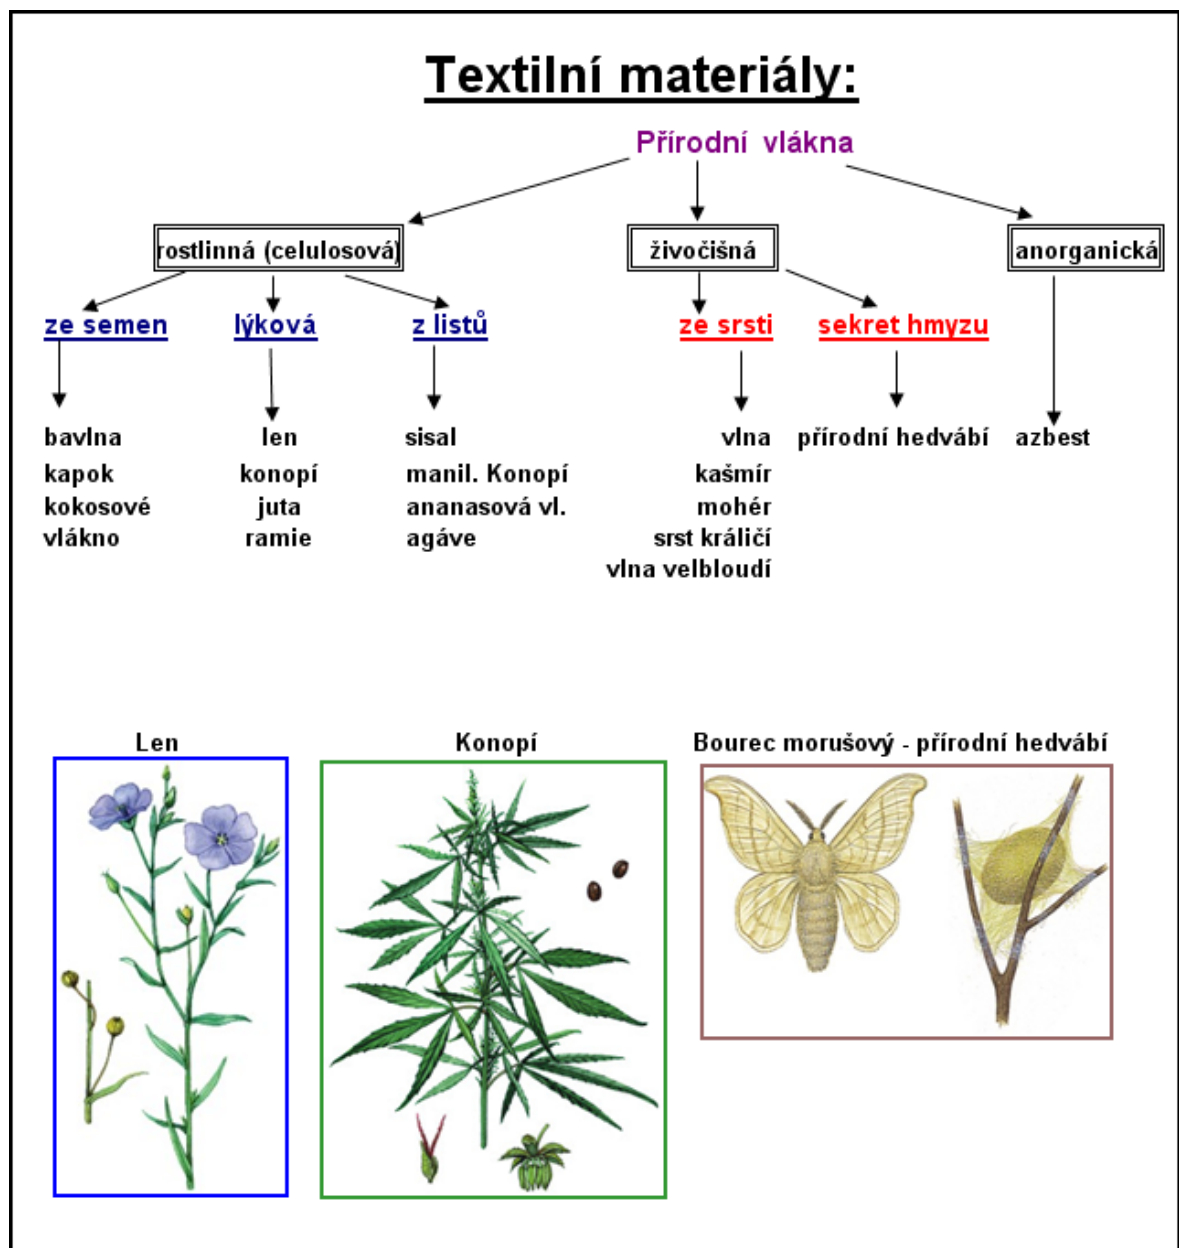 Textilní materiály:
Přírodní vlákna
rostlinná (celulosová)
živočišná
anorganická
ze semen
lýková
z listů
ze srsti
sekret hmyzu
bavlna
kapok
kokosové
vlákno
len
konopí
juta
ramie
sisal
manil. Konopí
ananasová vl.
agáve
vlna
kašmír
mohér
srst králičí
vlna velbloudí
přírodní hedvábí
azbest
Len
Konopí
Bourec morušový - přírodní hedvábí